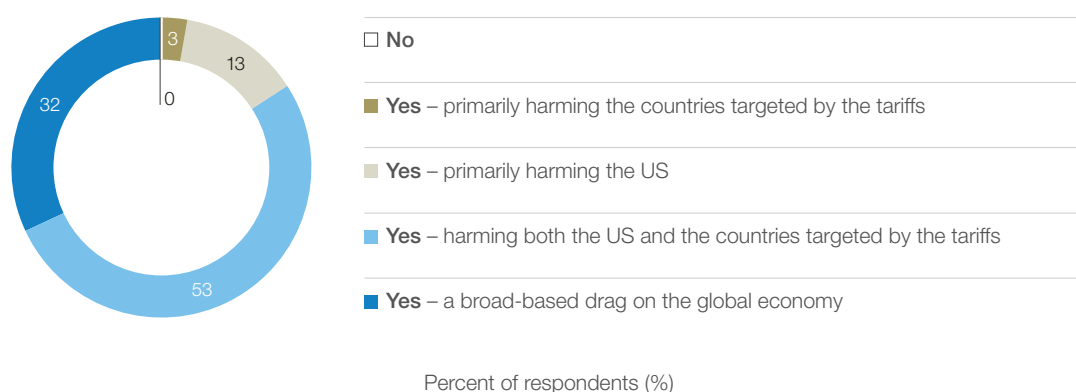 3
No
13
0
32
Yes – primarily harming the countries targeted by the tariffs
Yes – primarily harming the US
Yes – harming both the US and the countries targeted by the tariffs
53
Yes – a broad-based drag on the global economy
Percent of respondents (%)